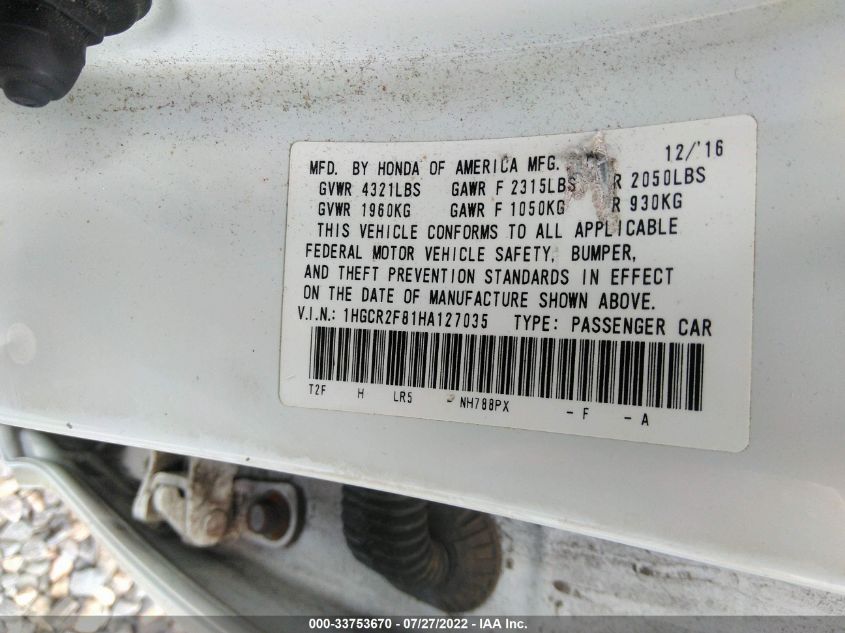 MFD. BY HONDA OF AMERICA MFG. 12/'16
GVWR 4321LBS GAWR F 2315LBS R 2050LBS
GVWR 1960KG GAWR F 1050KG R 930KG
THIS VEHICLE CONFORMS TO ALL APPLICABLE
FEDERAL MOTOR VEHICLE SAFETY, BUMPER,
AND THEFT PREVENTION STANDARDS IN EFFECT
ON THE DATE OF MANUFACTURE SHOWN ABOVE.
V.I.N.: 1HGCR2F81HA127035 TYPE: PASSENGER CAR
T2F H LR5 - NH788PX - F - A
000-33753670 - 07/27/2022 - IAA Inc.